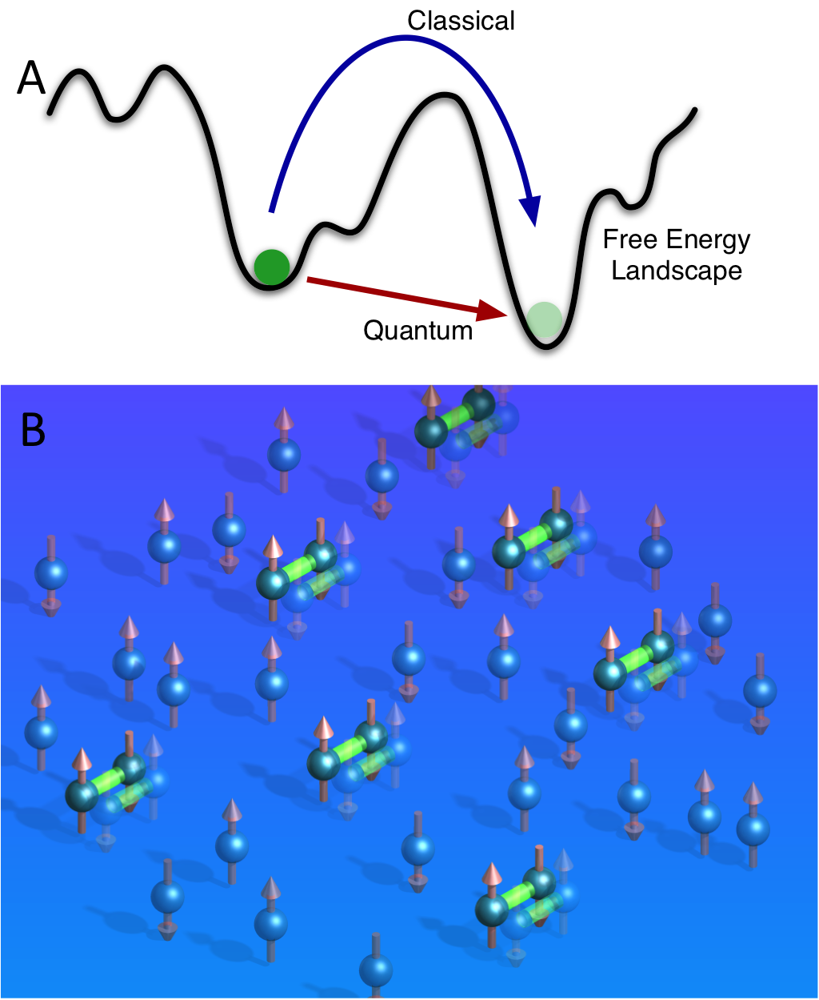 Classical
A
Free Energy
Landscape
Quantum
B